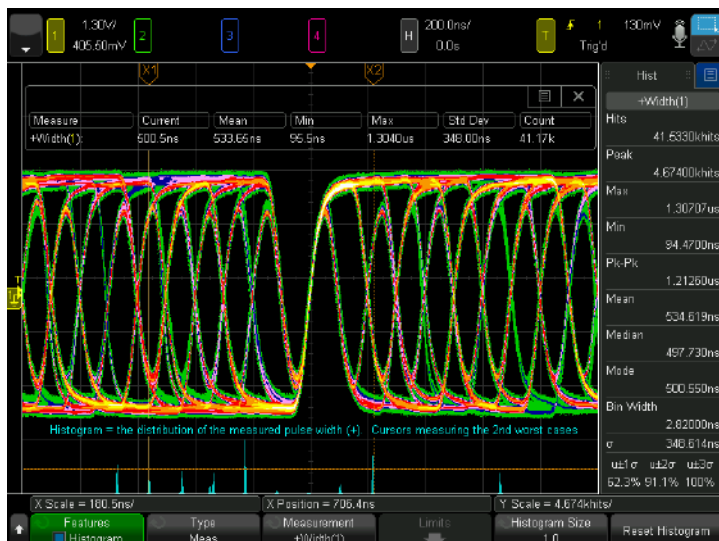 1 1.30V/ 2 3 4 H 200.0ns/ T 1 130mV
405.60mV 0.0s Trig'd
X1 X2
Hist
Measure Current Mean Min Max Std Dev Count
+Width(1): 500.5ns 533.65ns 95.5ns 1.3040us 348.00ns 41.17k
+Width(1)
Hits
41.5330khits
Peak
4.67400khits
Max
1.30707us
Min
94.4700ns
Pk-Pk
1.21260us
Mean
534.619ns
Median
497.730ns
Mode
500.550ns
Bin Width
2.82000ns
σ
348.614ns
u±1σ u±2σ u±3σ
62.3% 91.1% 100%
T
Histogram = the distribution of the measured pulse width (+) Cursors measuring the 2nd worst cases
X Scale = 180.5ns/ X Position = 706.4ns Y Scale = 4.674khits/
Features Type Measurement Limits Histogram Size Reset Histogram
Histogram Meas +Width(1) 1.0